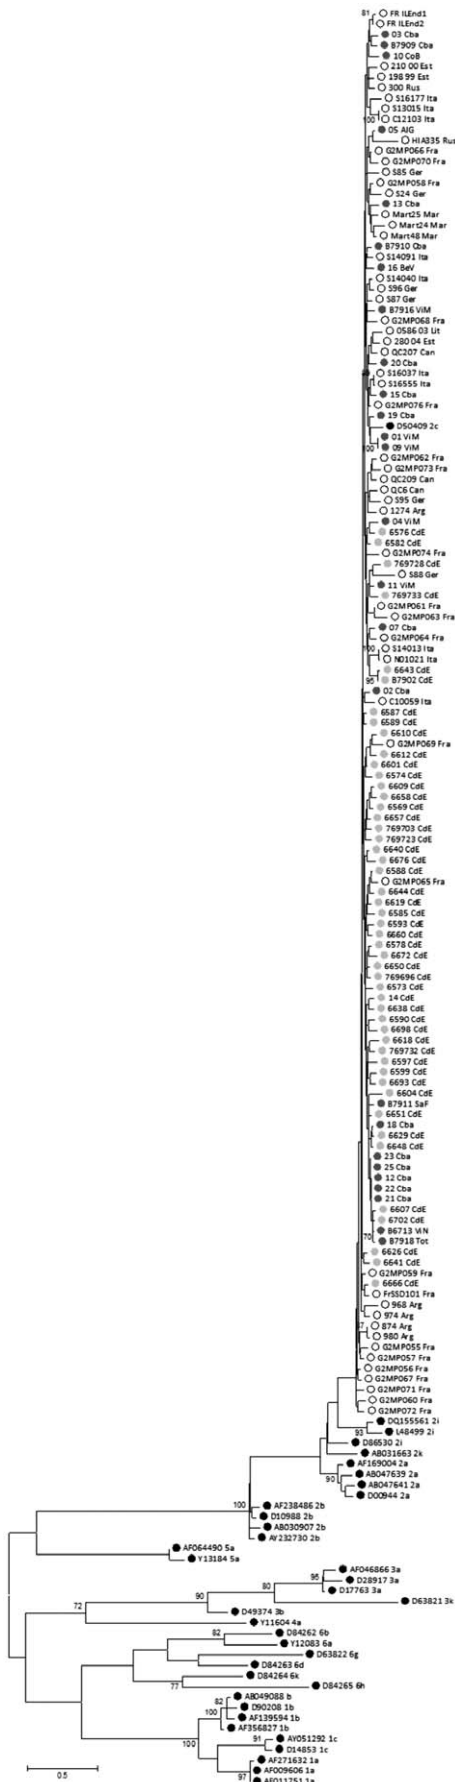 81
FR ILEnd1
FR ILEnd2
03 Cba
B7909 Cba
10 CoB
210 00 Est
198 99 Est
300 Rus
S16177 Ita
S13015 Ita
100
C12103 Ita
05 AlG
HIA335 Rus
G2MP066 Fra
G2MP070 Fra
S85 Ger
G2MP058 Fra
S24 Ger
13 Cba
Mart25 Mar
Mart24 Mar
Mart48 Mar
B7910 Cba
S14091 Ita
16 BeV
S14040 Ita
S96 Ger
S87 Ger
B7916 ViM
G2MP068 Fra
0586 03 Lit
280 04 Est
QC207 Can
20 Cba
S16037 Ita
S16555 Ita
15 Cba
G2MP076 Fra
19 Cba
D50409 2c
01 ViM
100
09 ViM
G2MP062 Fra
G2MP073 Fra
QC209 Can
QC6 Can
S95 Ger
1274 Arg
04 ViM
6576 CdE
6582 CdE
G2MP074 Fra
769728 CdE
S88 Ger
11 ViM
769733 CdE
G2MP061 Fra
G2MP063 Fra
07 Cba
G2MP064 Fra
100
S14013 Ita
N01021 Ita
6643 CdE
95
B7902 CdE
02 Cba
C10059 Ita
6587 CdE
6589 CdE
6610 CdE
G2MP069 Fra
6612 CdE
6601 CdE
6574 CdE
6609 CdE
6658 CdE
6569 CdE
6657 CdE
769703 CdE
769723 CdE
6640 CdE
6676 CdE
6588 CdE
G2MP065 Fra
6644 CdE
6619 CdE
6585 CdE
6593 CdE
6660 CdE
6578 CdE
6672 CdE
6650 CdE
769696 CdE
6573 CdE
14 CdE
6638 CdE
6590 CdE
6698 CdE
6618 CdE
769732 CdE
6597 CdE
6599 CdE
6693 CdE
6604 CdE
B7911 SaF
6651 CdE
18 Cba
6629 CdE
6648 CdE
23 Cba
25 Cba
12 Cba
22 Cba
21 Cba
6607 CdE
6702 CdE
B6713 ViN
70
B7918 Tot
6626 CdE
6641 CdE
G2MP059 Fra
6666 CdE
FrSSD101 Fra
968 Arg
974 Arg
874 Arg
980 Arg
G2MP055 Fra
G2MP057 Fra
G2MP056 Fra
G2MP067 Fra
G2MP071 Fra
G2MP060 Fra
G2MP072 Fra
DQ155561 2i
93
L48499 2i
D86530 2i
AB031663 2k
AF169004 2a
90
AB047639 2a
AB047641 2a
D00944 2a
100
AF238486 2b
D10988 2b
AB030907 2b
AY232730 2b
AF064490 5a
Y13184 5a
AF046866 3a
95
D28917 3a
80
D17763 3a
90
D63821 3k
72
D49374 3b
Y11604 4a
82
D84262 6b
Y12083 6a
D63822 6g
D84263 6d
D84264 6k
77
D84265 6h
AB049088 b
82
D90208 1b
100
AF139594 1b
AF356827 1b
91
AY051292 1c
100
D14853 1c
AF271632 1a
AF009606 1a
97
AF011751 1a
0.5